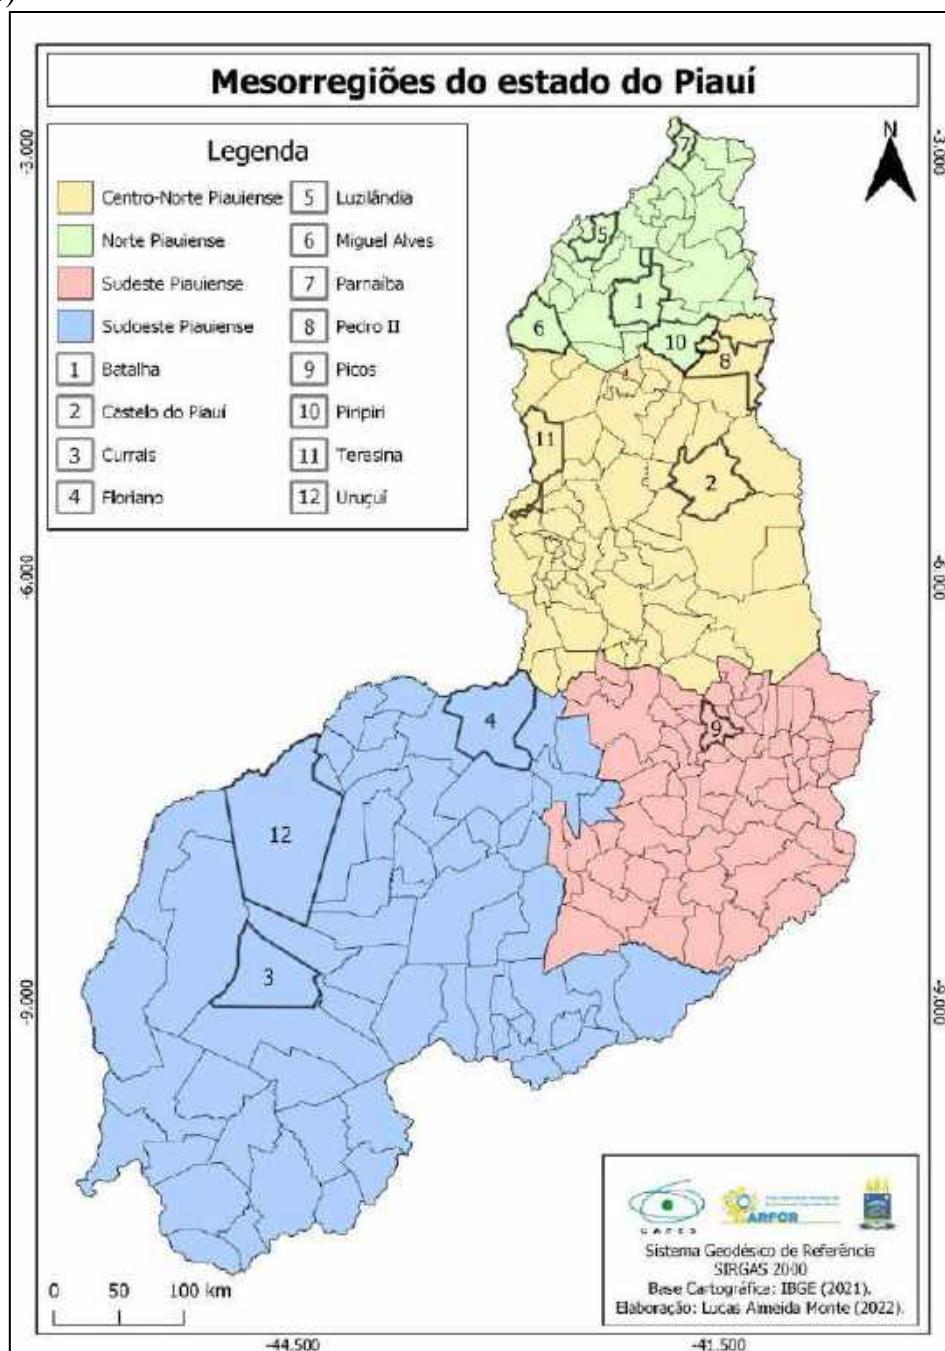 Mesorregiões do estado do Piauí
-3.000
-3.000
N
Legenda
Centro-Norte Piauiense
Norte Piauiense
Sudeste Piauiense
Sudoeste Piauiense
1 Batalha
2 Castelo do Piauí
3 Currais
4 Floriano
5 Luzilândia
6 Miguel Alves
7 Parnaíba
8 Pedro II
9 Picos
10 Piripiri
11 Teresina
12 Uruçuí
7
5
1
6
10
8
11
2
-6.000
-6.000
4
9
12
3
-9.000
-9.000
0 50 100 km
CAPES
PARFOR
Sistema Geodésico de Referência
SIRGAS 2000
Base Cartográfica: IBGE (2021).
Elaboração: Lucas Almeida Monte (2022).
-44.500
-41.500